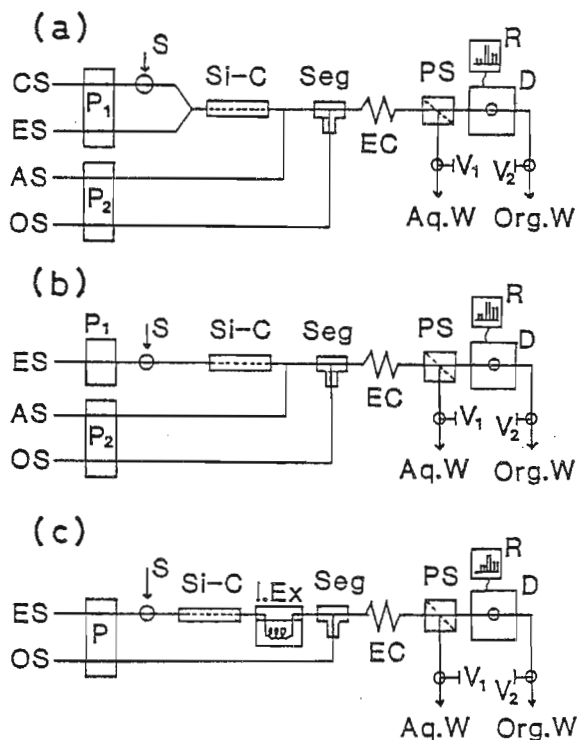 (a)
S
R
CS
Si-C
Seg
PS
D
P₁
ES
EC
AS
P₂
V₁
V₂
OS
Aq.W
Org.W
(b)
R
P₁
S
Si-C
Seg
PS
D
ES
EC
AS
P₂
V₁
V₂
OS
Aq.W
Org.W
(c)
R
S
Si-C
I.Ex
Seg
PS
D
ES
P
EC
OS
V₁
V₂
Aq.W
Org.W